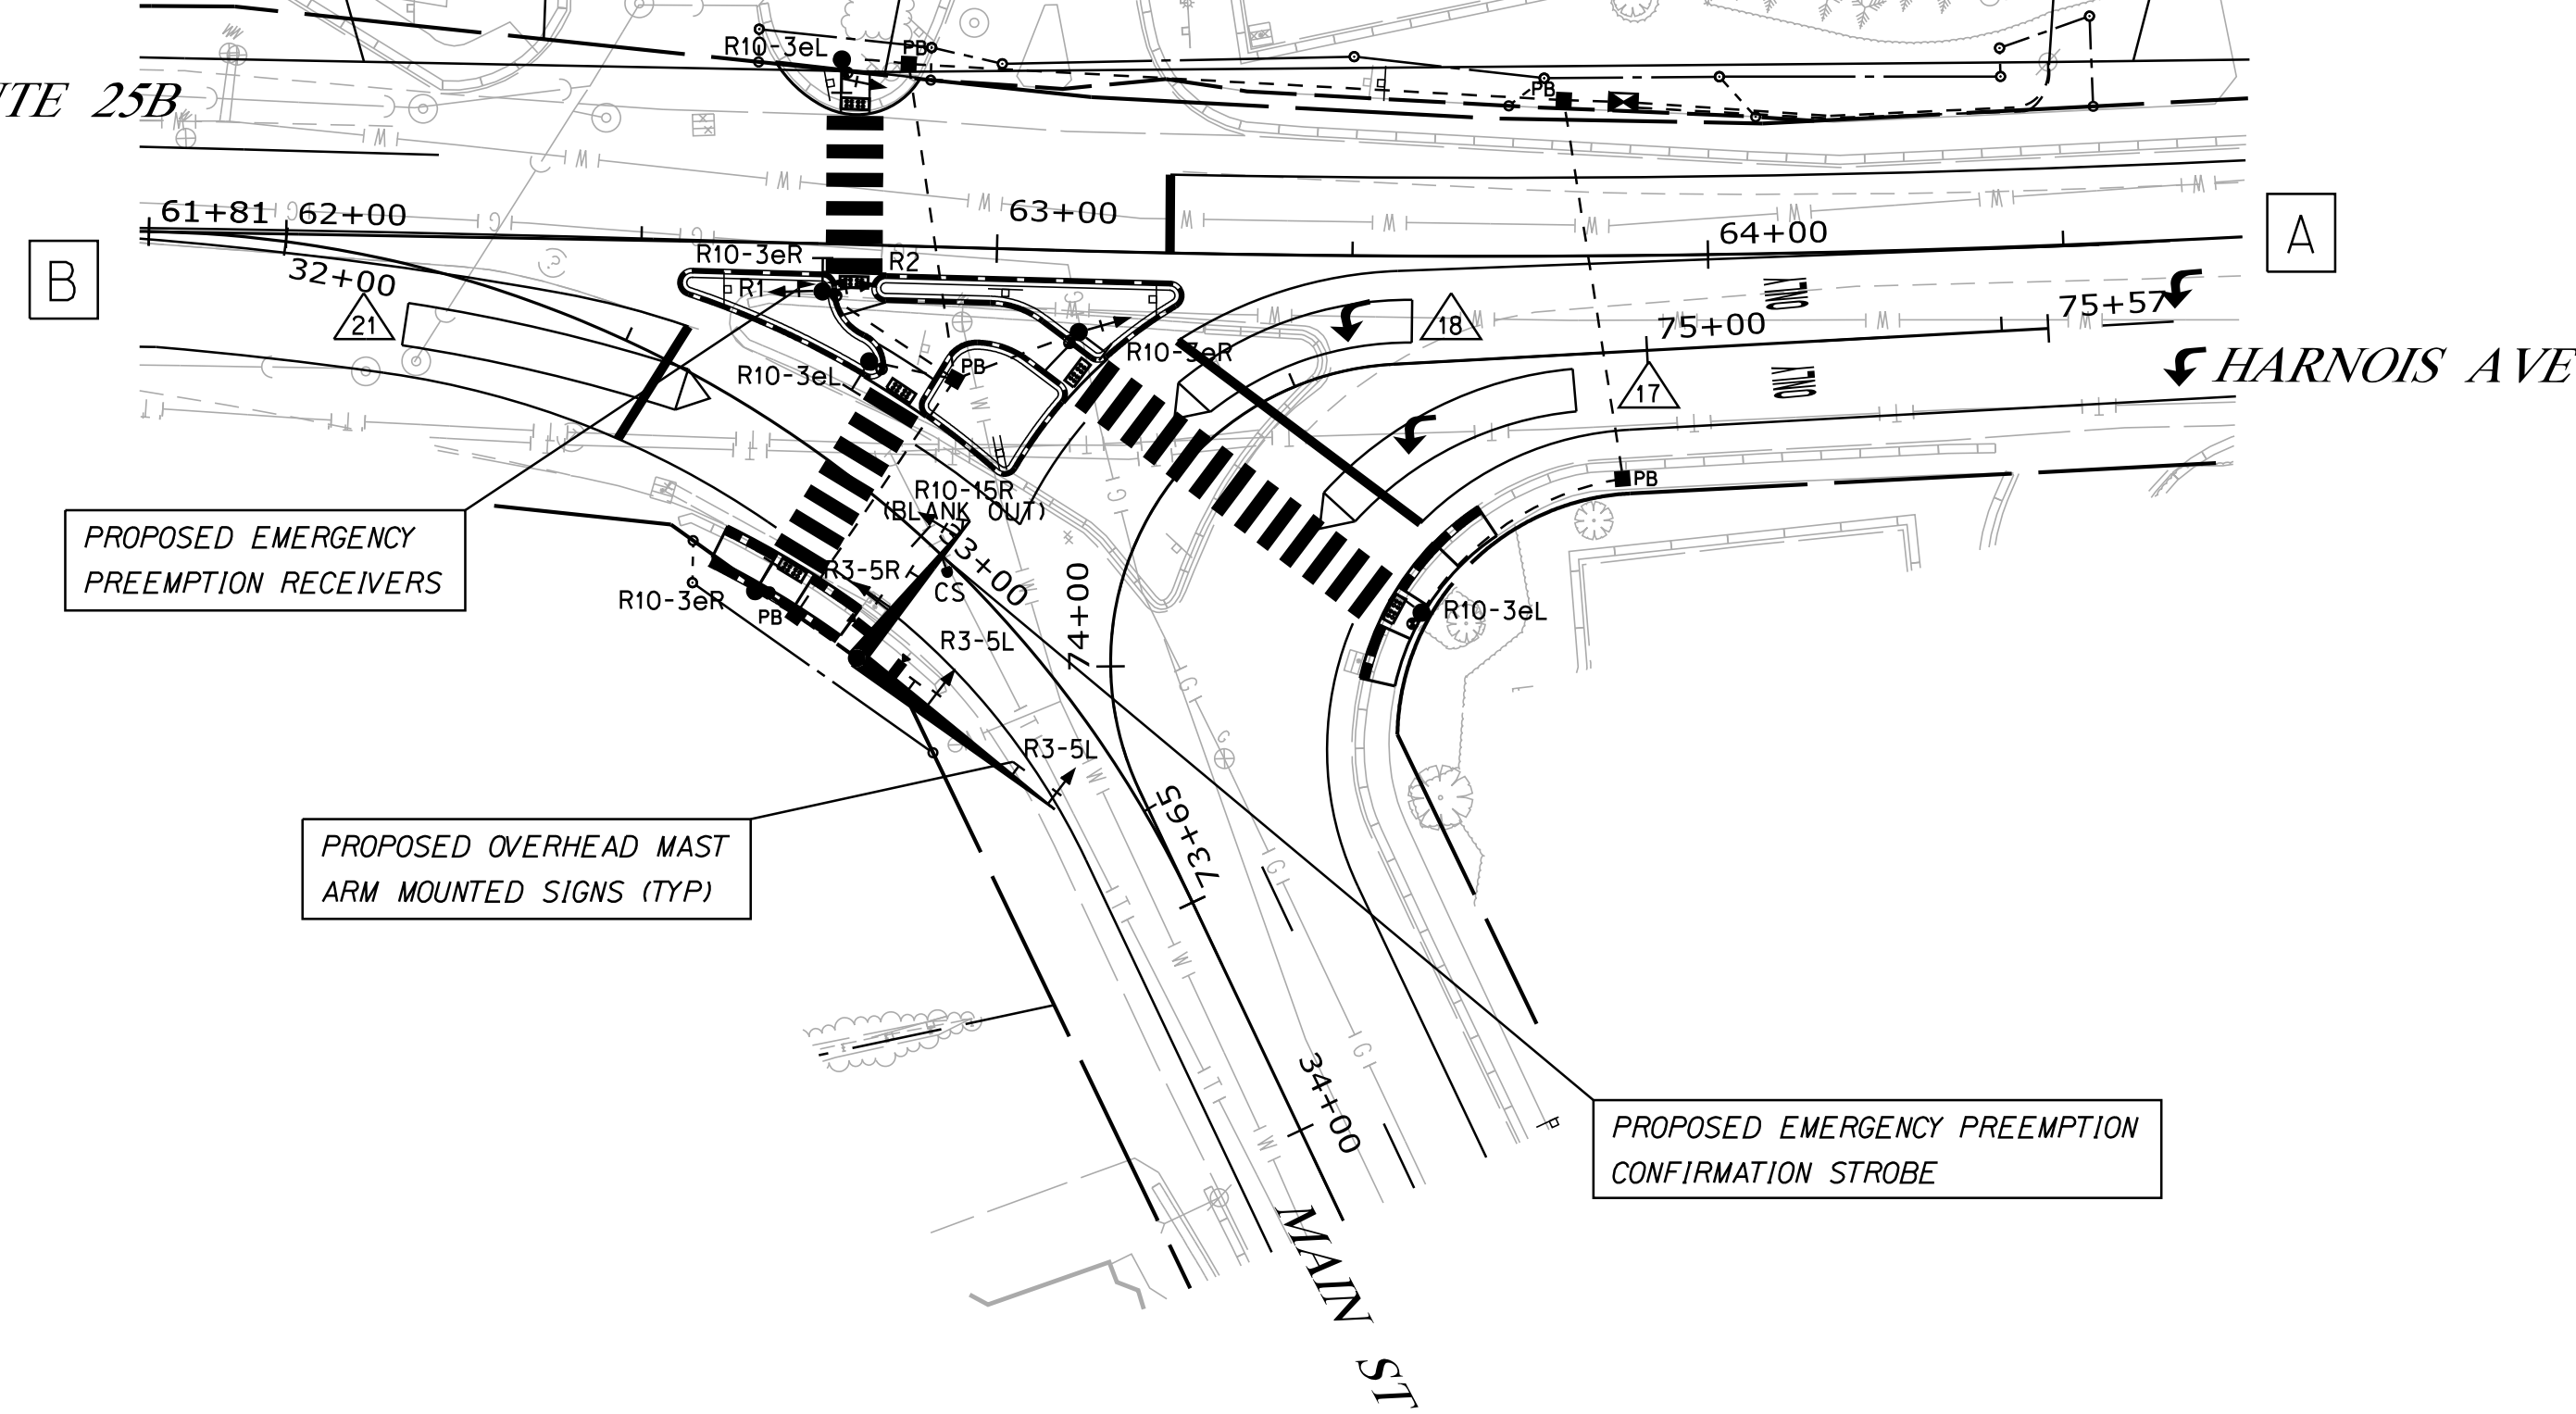 R10-3eL
PB
PB
UTE 25B
61+81
62+00
63+00
64+00
A
B
32+00
R10-3eR
R2
R1
21
18
75+00
75+57
ONLY
R10-3eR
HARNOIS AVE
R10-3eL
PB
17
ONLY
PB
R10-15R
(BLANK OUT)
PROPOSED EMERGENCY
PREEMPTION RECEIVERS
33+00
R3-5R
CS
74+00
R10-3eR
PB
R10-3eL
R3-5L
R3-5L
73+65
PROPOSED OVERHEAD MAST
ARM MOUNTED SIGNS (TYP)
34+00
PROPOSED EMERGENCY PREEMPTION
CONFIRMATION STROBE
MAIN ST